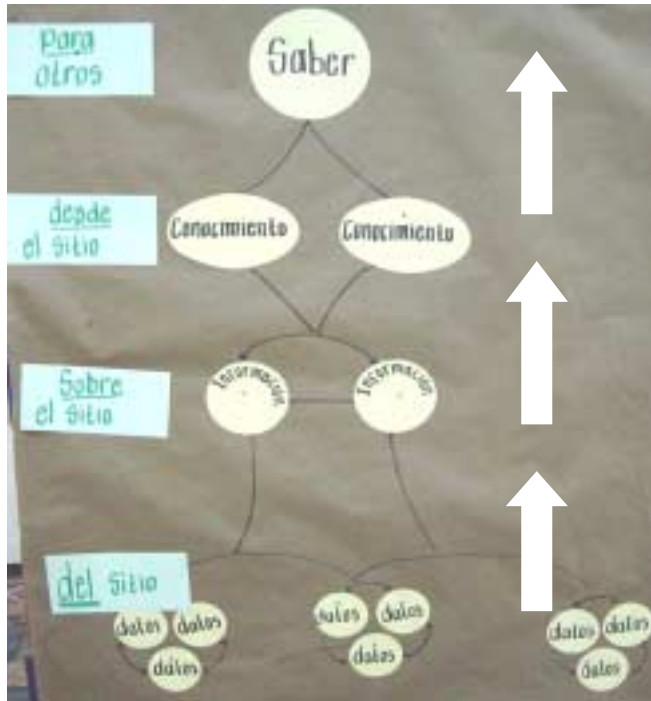 Para
otros
Saber
desde
el sitio
Conocimiento
Conocimiento
Sobre
el sitio
Información
Información
del sitio
datos
datos
datos
datos
datos
datos
datos
datos
datos